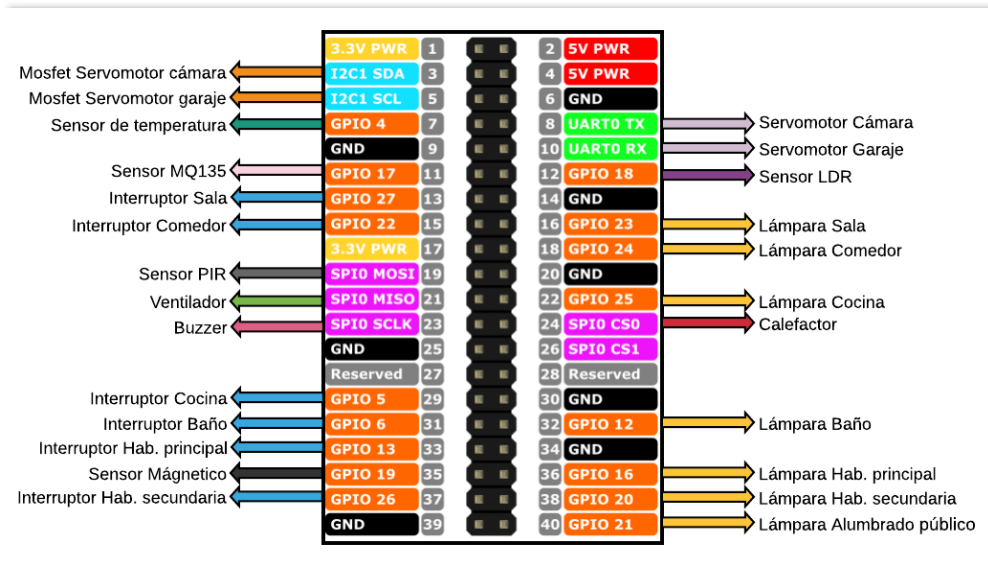 3.3V PWR 1 2 5V PWR
Mosfet Servomotor cámara I2C1 SDA 3 4 5V PWR
Mosfet Servomotor garaje I2C1 SCL 5 6 GND
Sensor de temperatura GPIO 4 7 8 UART0 TX Servomotor Cámara
GND 9 10 UART0 RX Servomotor Garaje
Sensor MQ135 GPIO 17 11 12 GPIO 18 Sensor LDR
Interruptor Sala GPIO 27 13 14 GND
Interruptor Comedor GPIO 22 15 16 GPIO 23 Lámpara Sala
3.3V PWR 17 18 GPIO 24 Lámpara Comedor
Sensor PIR SPI0 MOSI 19 20 GND
Ventilador SPI0 MISO 21 22 GPIO 25 Lámpara Cocina
Buzzer SPI0 SCLK 23 24 SPI0 CS0 Calefactor
GND 25 26 SPI0 CS1
Reserved 27 28 Reserved
Interruptor Cocina GPIO 5 29 30 GND
Interruptor Baño GPIO 6 31 32 GPIO 12 Lámpara Baño
Interruptor Hab. principal GPIO 13 33 34 GND
Sensor Mágnetico GPIO 19 35 36 GPIO 16 Lámpara Hab. principal
Interruptor Hab. secundaria GPIO 26 37 38 GPIO 20 Lámpara Hab. secundaria
GND 39 40 GPIO 21 Lámpara Alumbrado público